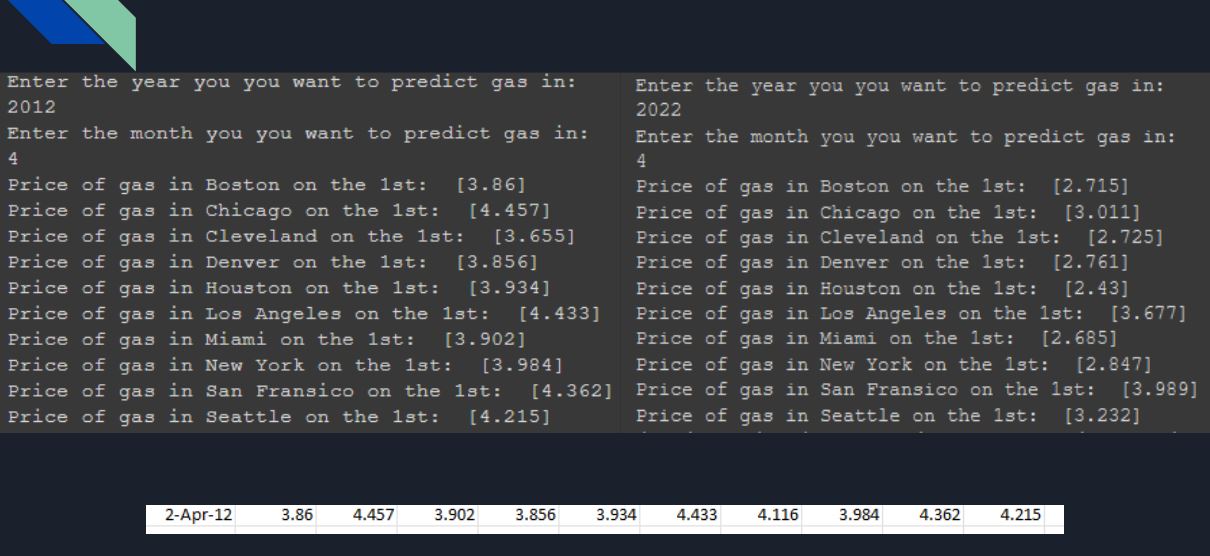 Enter the year you you want to predict gas in:
2012
Enter the month you you want to predict gas in:
4
Price of gas in Boston on the 1st: [3.86]
Price of gas in Chicago on the 1st: [4.457]
Price of gas in Cleveland on the 1st: [3.655]
Price of gas in Denver on the 1st: [3.856]
Price of gas in Houston on the 1st: [3.934]
Price of gas in Los Angeles on the 1st: [4.433]
Price of gas in Miami on the 1st: [3.902]
Price of gas in New York on the 1st: [3.984]
Price of gas in San Fransico on the 1st: [4.362]
Price of gas in Seattle on the 1st: [4.215]
Enter the year you you want to predict gas in:
2022
Enter the month you you want to predict gas in:
4
Price of gas in Boston on the 1st: [2.715]
Price of gas in Chicago on the 1st: [3.011]
Price of gas in Cleveland on the 1st: [2.725]
Price of gas in Denver on the 1st: [2.761]
Price of gas in Houston on the 1st: [2.43]
Price of gas in Los Angeles on the 1st: [3.677]
Price of gas in Miami on the 1st: [2.685]
Price of gas in New York on the 1st: [2.847]
Price of gas in San Fransico on the 1st: [3.989]
Price of gas in Seattle on the 1st: [3.232]
2-Apr-12 3.86 4.457 3.902 3.856 3.934 4.433 4.116 3.984 4.362 4.215